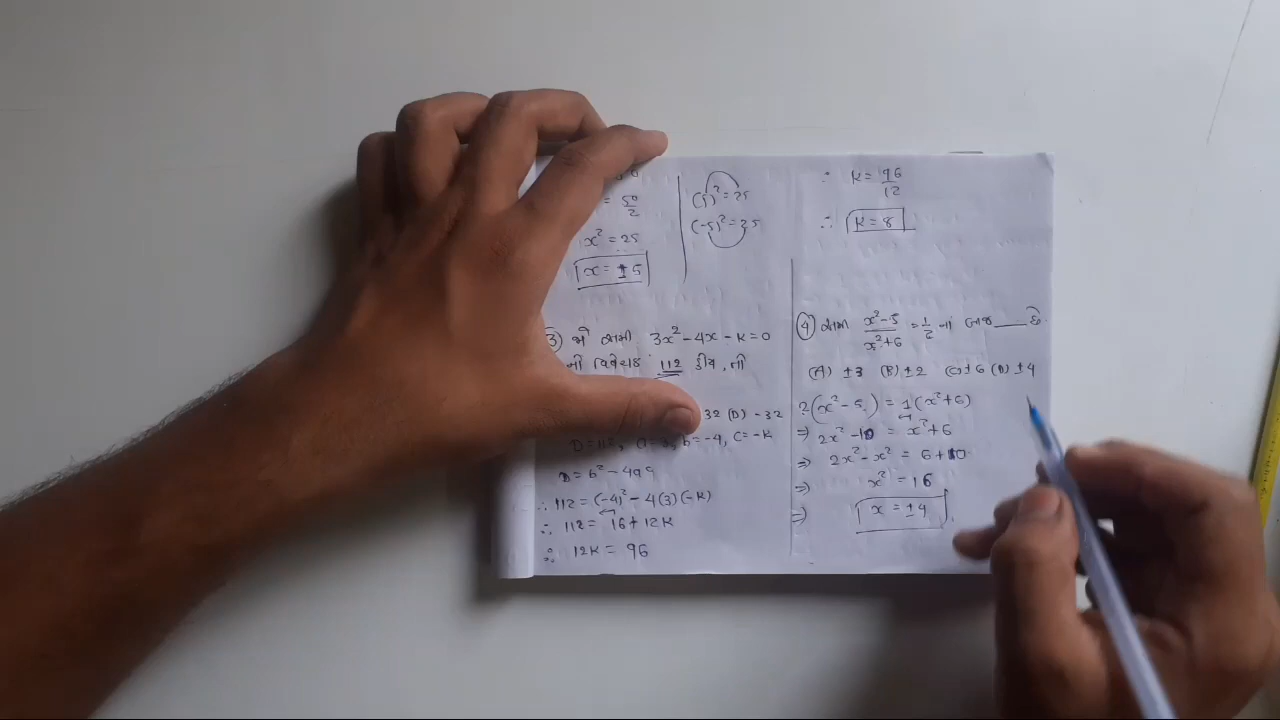 = 50/2
x² = 25
x = ±5
(5)² = 25
(-5)² = 25
3) જો સમી 3x² - 4x - k = 0
નો વિવેચક 112 હોય, તો
32 (D) -32
D = 112, a = 3, b = -4, c = -k
D = b² - 4ac
∴ 112 = (-4)² - 4(3)(-k)
∴ 112 = 16 + 12k
∴ 12k = 96
∴ k = 96/12
∴ k = 8
4) સમી (x² - 5)/(x² + 6) = 1/2 નાં બીજ ___ છે.
(A) ±3 (B) ±2 (C) ±6 (D) ±4
2(x² - 5) = 1(x² + 6)
⇒ 2x² - 10 = x² + 6
⇒ 2x² - x² = 6 + 10
⇒ x² = 16
⇒ x = ±4